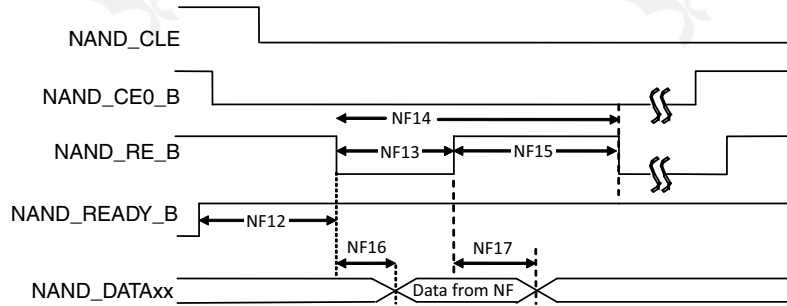 NAND_CLE
NAND_CE0_B
NF14
NAND_RE_B
NF13
NF15
NAND_READY_B
NF12
NF16
NF17
NAND_DATAxx
Data from NF